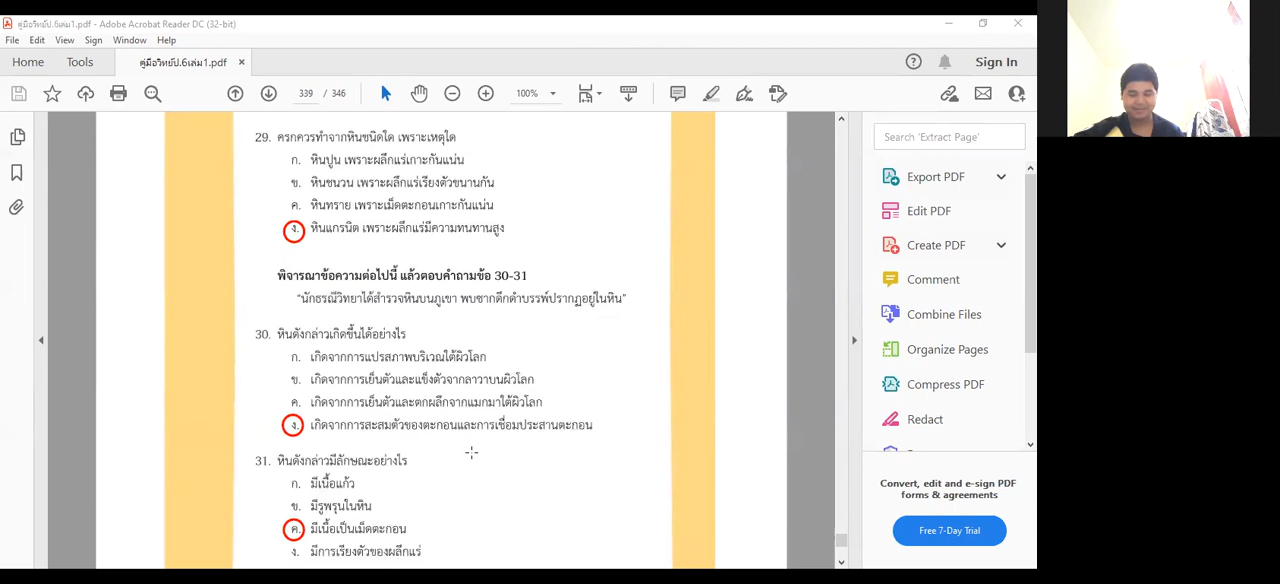 คู่มือวิทย์ป.6เล่ม1.pdf - Adobe Acrobat Reader DC (32-bit)
File Edit View Sign Window Help
Home Tools คู่มือวิทย์ป.6เล่ม1.pdf × Sign In
339 / 346 100%
Search 'Extract Page'
Export PDF
Edit PDF
Create PDF
Comment
Combine Files
Organize Pages
Compress PDF
Redact
Convert, edit and e-sign PDF
forms & agreements
Free 7-Day Trial
29. ครกควรทำจากหินชนิดใด เพราะเหตุใด
ก. หินปูน เพราะผลึกแร่เกาะกันแน่น
ข. หินชนวน เพราะผลึกแร่เรียงตัวขนานกัน
ค. หินทราย เพราะเม็ดตะกอนเกาะกันแน่น
ง. หินแกรนิต เพราะผลึกแร่มีความทนทานสูง
พิจารณาข้อความต่อไปนี้ แล้วตอบคำถามข้อ 30-31
"นักธรณีวิทยาได้สำรวจหินบนภูเขา พบซากดึกดำบรรพ์ปรากฏอยู่ในหิน"
30. หินดังกล่าวเกิดขึ้นได้อย่างไร
ก. เกิดจากการแปรสภาพบริเวณใต้ผิวโลก
ข. เกิดจากการเย็นตัวและแข็งตัวจากลาวาบนผิวโลก
ค. เกิดจากการเย็นตัวและตกผลึกจากแมกมาใต้ผิวโลก
ง. เกิดจากการสะสมตัวของตะกอนและการเชื่อมประสานตะกอน
31. หินดังกล่าวมีลักษณะอย่างไร
ก. มีเนื้อแก้ว
ข. มีรูพรุนในหิน
ค. มีเนื้อเป็นเม็ดตะกอน
ง. มีการเรียงตัวของผลึกแร่